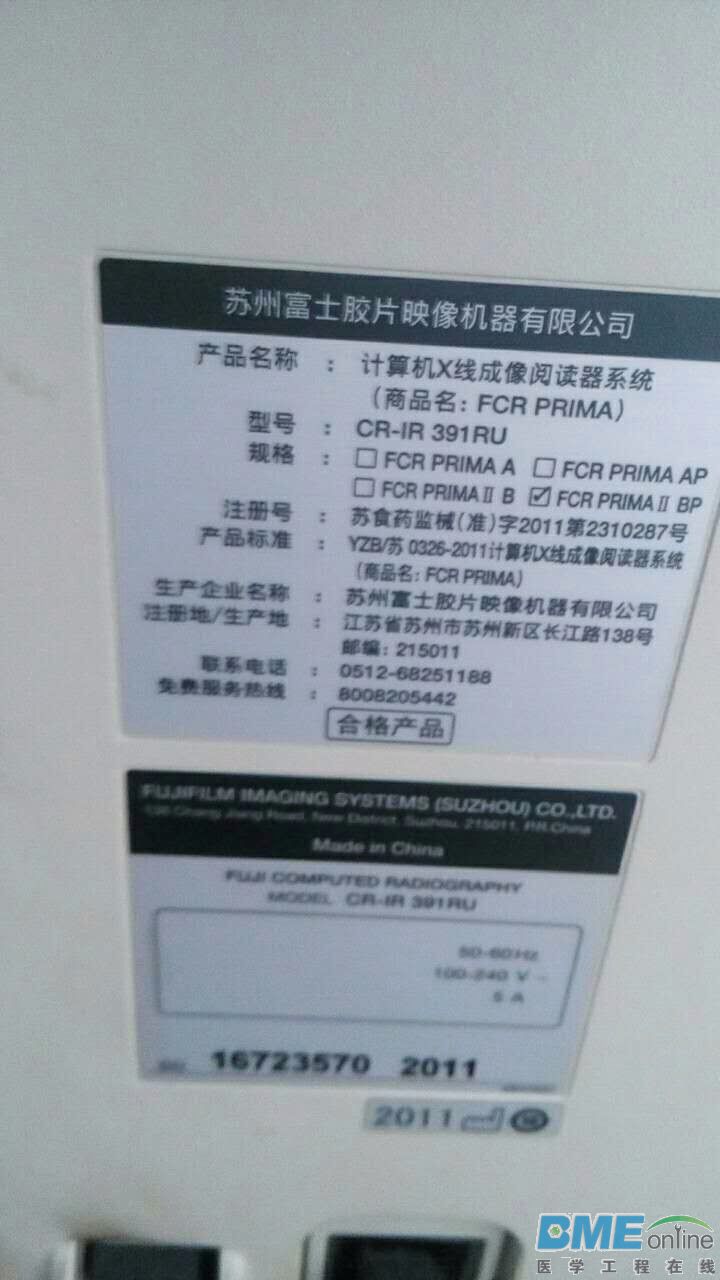 苏州富士胶片映像机器有限公司
产品名称 : 计算机X线成像阅读器系统
(商品名: FCR PRIMA)
型号 : CR-IR 391RU
规格 : □ FCR PRIMA A □ FCR PRIMA AP
□ FCR PRIMAⅡ B ☑ FCR PRIMAⅡ BP
注册号 : 苏食药监械(准)字2011第2310287号
产品标准 : YZB/苏 0326-2011计算机X线成像阅读器系统
(商品名: FCR PRIMA)
生产企业名称 : 苏州富士胶片映像机器有限公司
注册地/生产地 : 江苏省苏州市苏州新区长江路138号
邮编: 215011
联系电话 : 0512-68251188
免费服务热线 : 8008205442
合格产品
FUJIFILM IMAGING SYSTEMS (SUZHOU) CO.,LTD.
138 Chang Jiang Road, New District, Suzhou, 215011, P.R.China
Made in China
FUJI COMPUTED RADIOGRAPHY
MODEL CR-IR 391RU
50-60Hz
100-240 V ~
5 A
16723570 2011
2011
BME online
医学工程在线